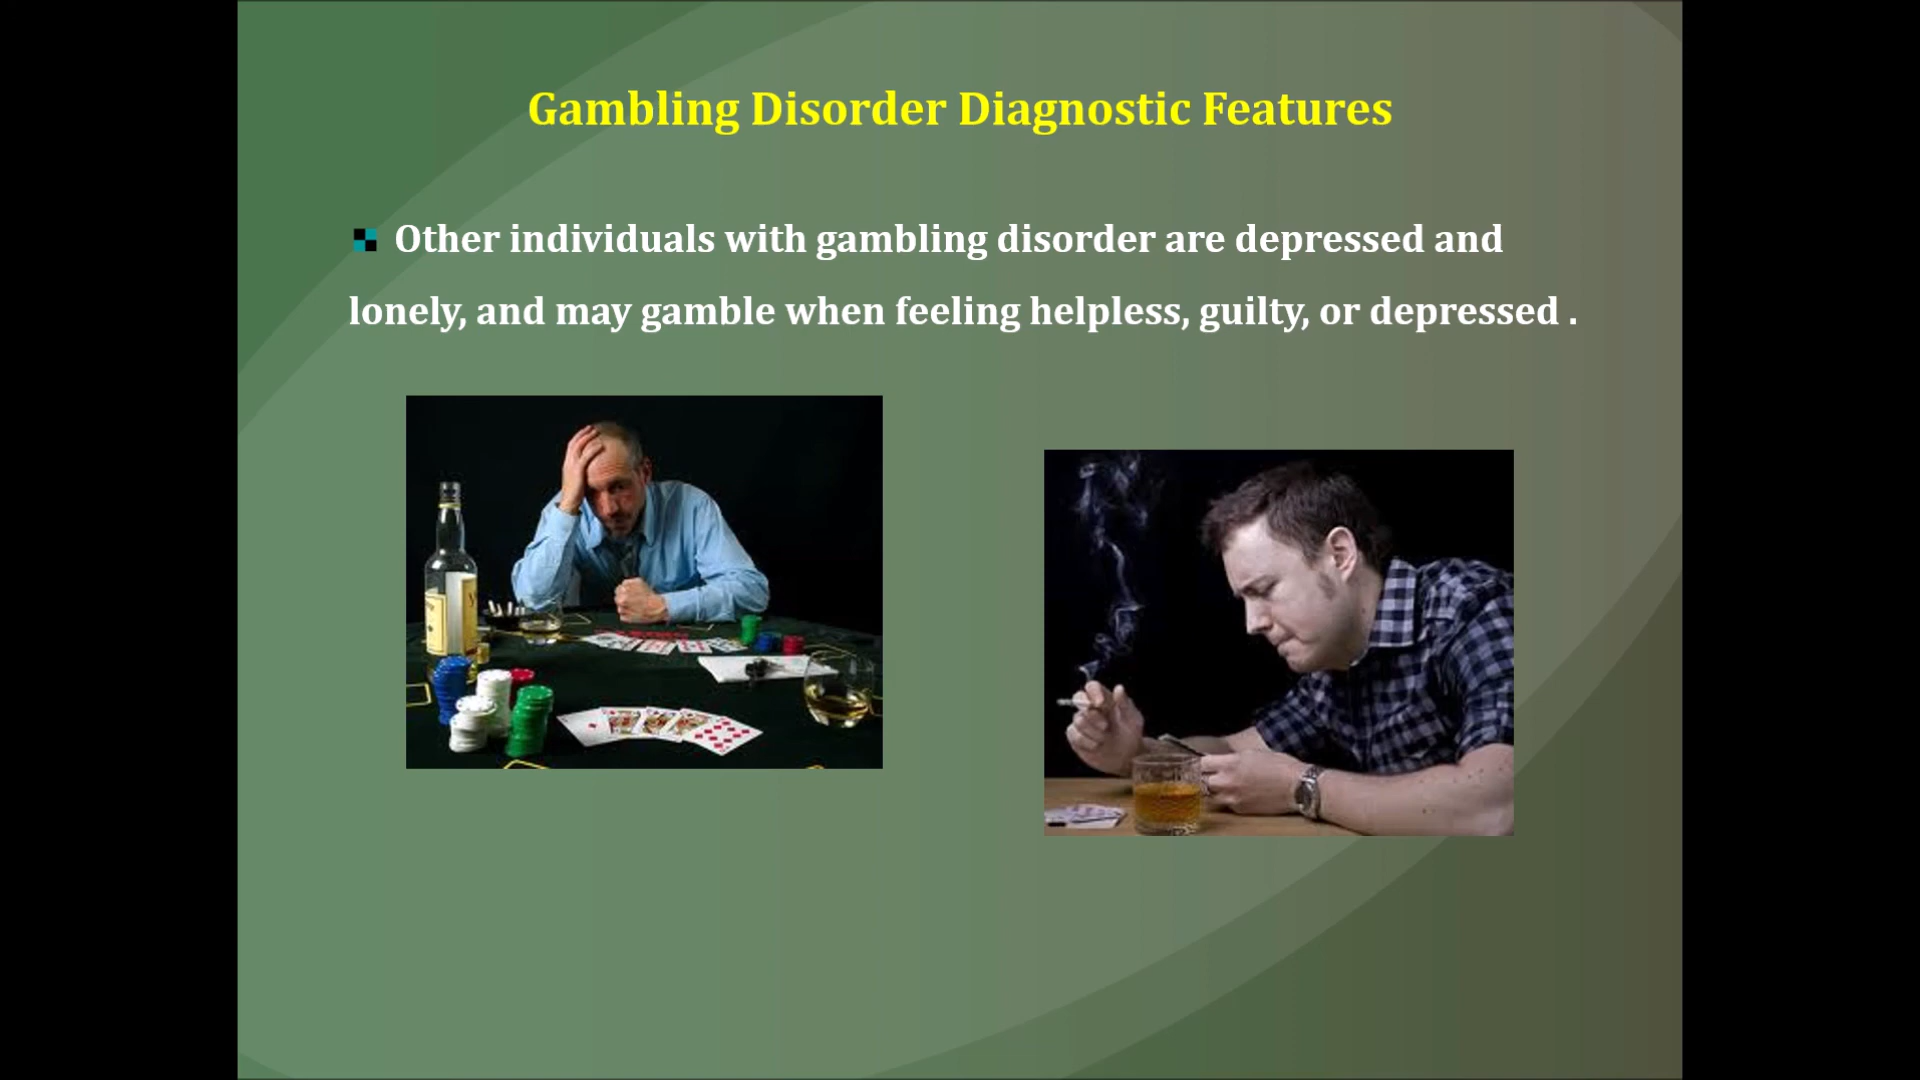 Gambling Disorder Diagnostic Features
Other individuals with gambling disorder are depressed and
lonely, and may gamble when feeling helpless, guilty, or depressed .